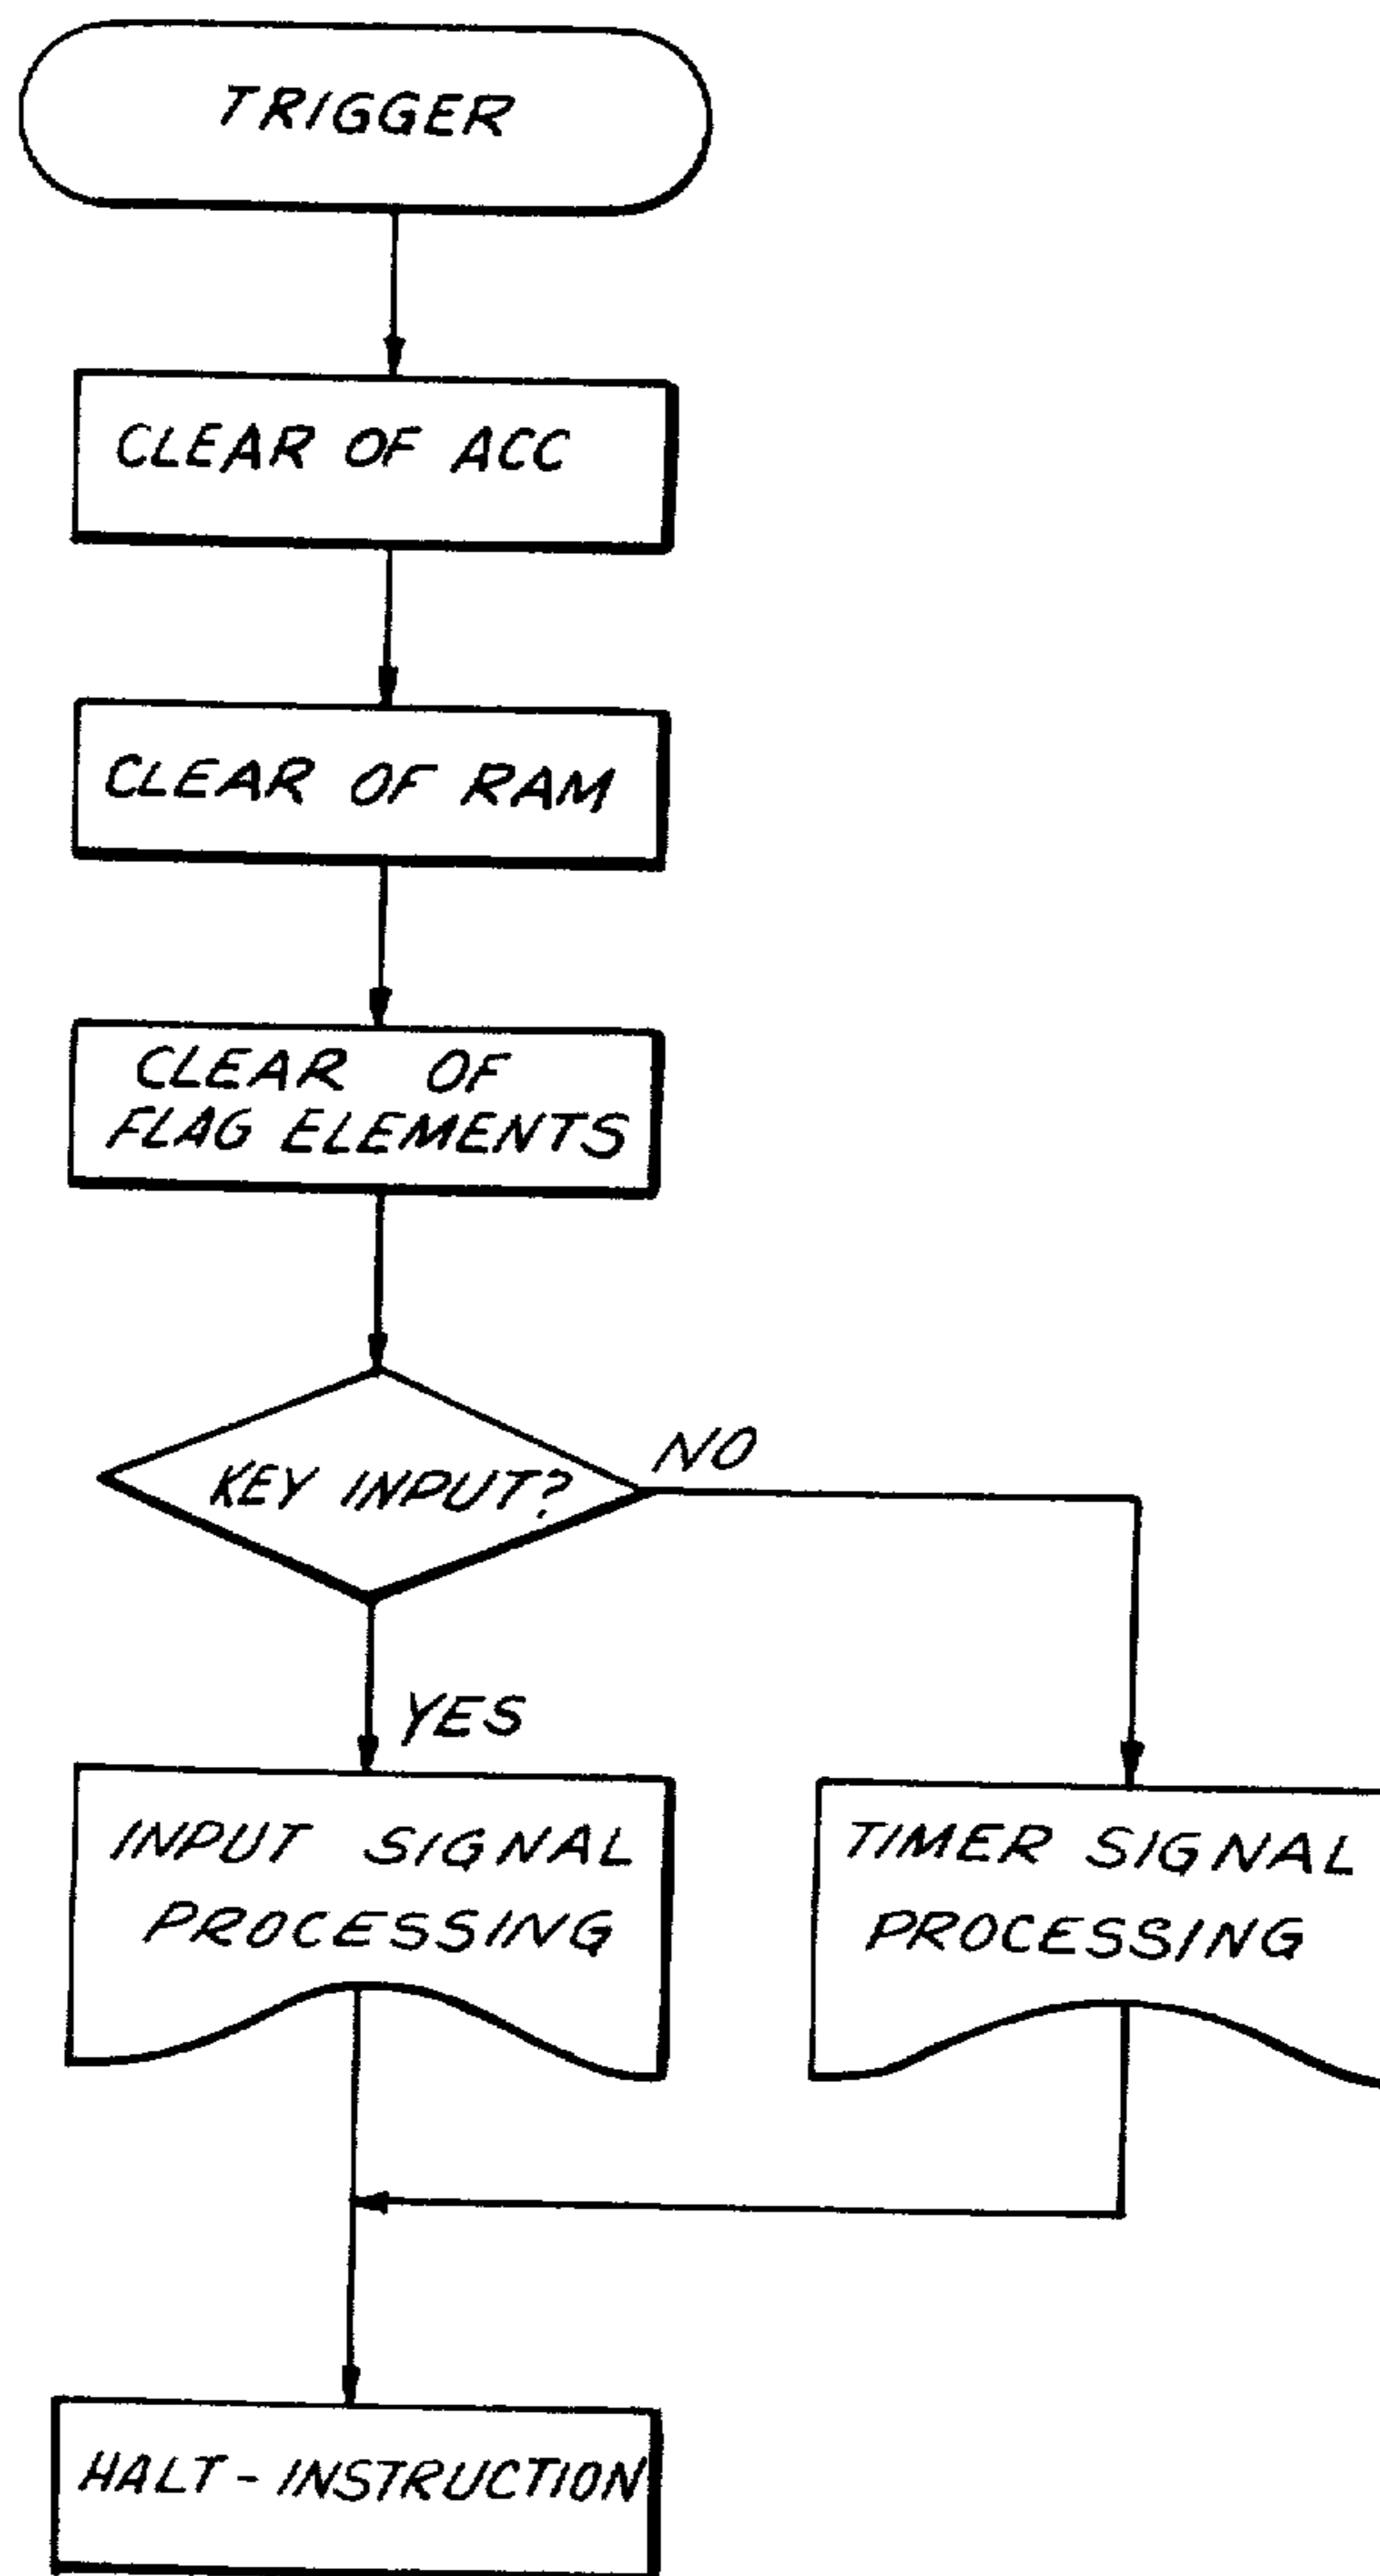 TRIGGER
CLEAR OF ACC
CLEAR OF RAM
CLEAR OF
FLAG ELEMENTS
KEY INPUT?
NO
YES
INPUT SIGNAL
PROCESSING
TIMER SIGNAL
PROCESSING
HALT - INSTRUCTION